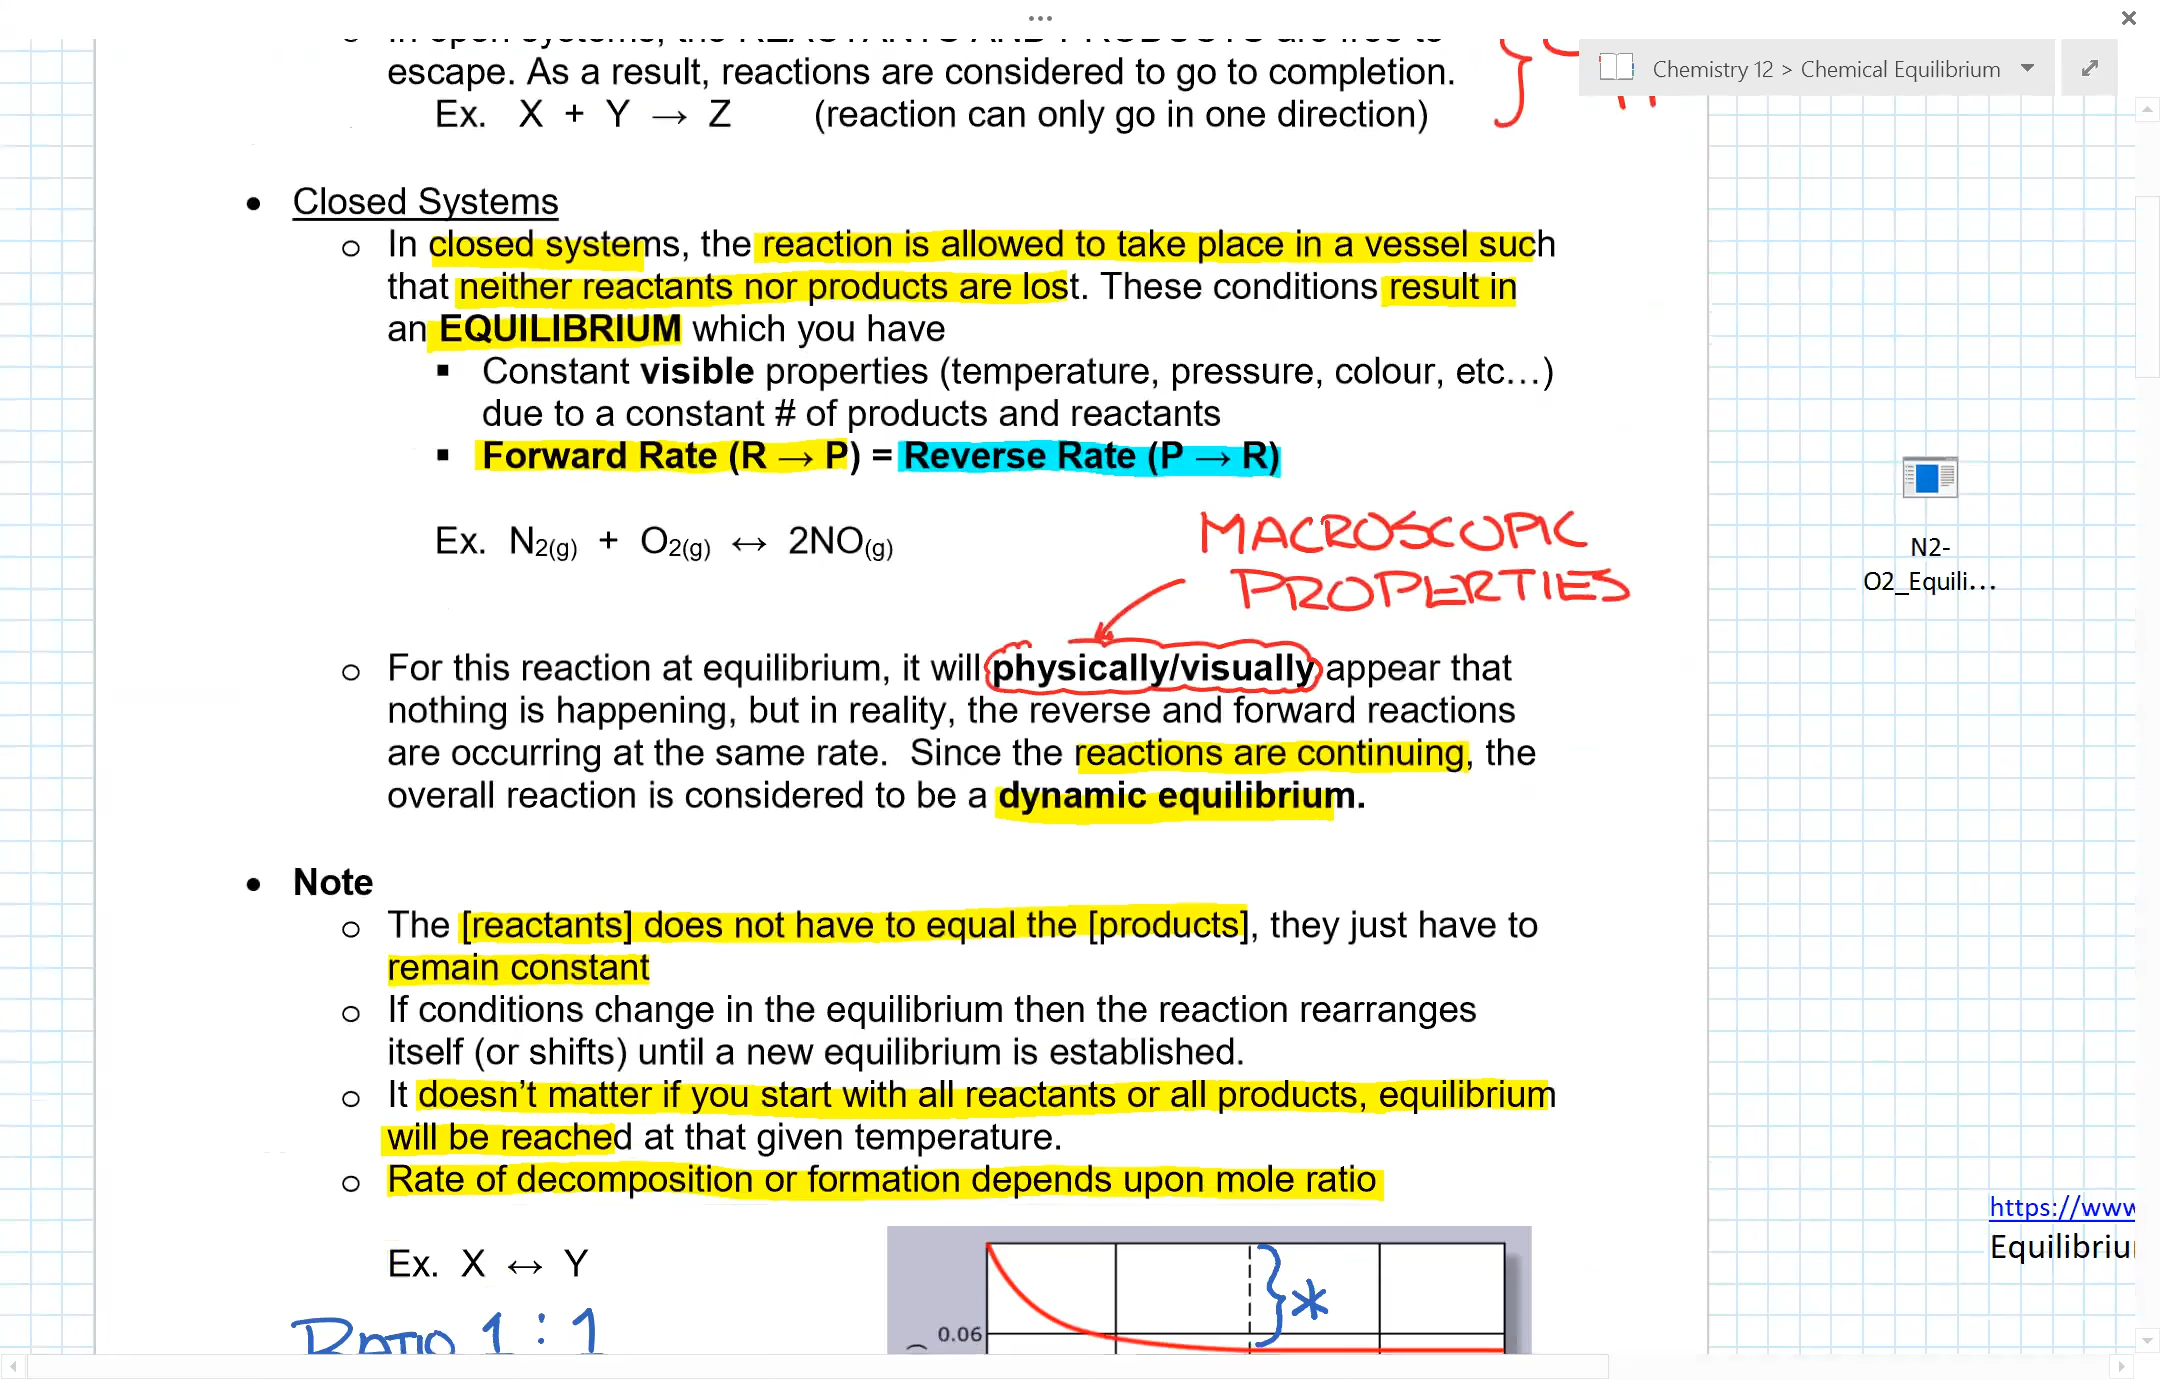 escape. As a result, reactions are considered to go to completion.
Ex. X + Y → Z (reaction can only go in one direction)
Chemistry 12 > Chemical Equilibrium
• Closed Systems
o In closed systems, the reaction is allowed to take place in a vessel such
that neither reactants nor products are lost. These conditions result in
an EQUILIBRIUM which you have
▪ Constant visible properties (temperature, pressure, colour, etc…)
due to a constant # of products and reactants
▪ Forward Rate (R → P) = Reverse Rate (P → R)
Ex. N2(g) + O2(g) ↔ 2NO(g)
MACROSCOPIC
PROPERTIES
N2-
O2_Equili...
o For this reaction at equilibrium, it will physically/visually appear that
nothing is happening, but in reality, the reverse and forward reactions
are occurring at the same rate. Since the reactions are continuing, the
overall reaction is considered to be a dynamic equilibrium.
• Note
o The [reactants] does not have to equal the [products], they just have to
remain constant
o If conditions change in the equilibrium then the reaction rearranges
itself (or shifts) until a new equilibrium is established.
o It doesn’t matter if you start with all reactants or all products, equilibrium
will be reached at that given temperature.
o Rate of decomposition or formation depends upon mole ratio
https://www
Equilibriu
Ex. X ↔ Y
RATIO 1 : 1
*
0.06